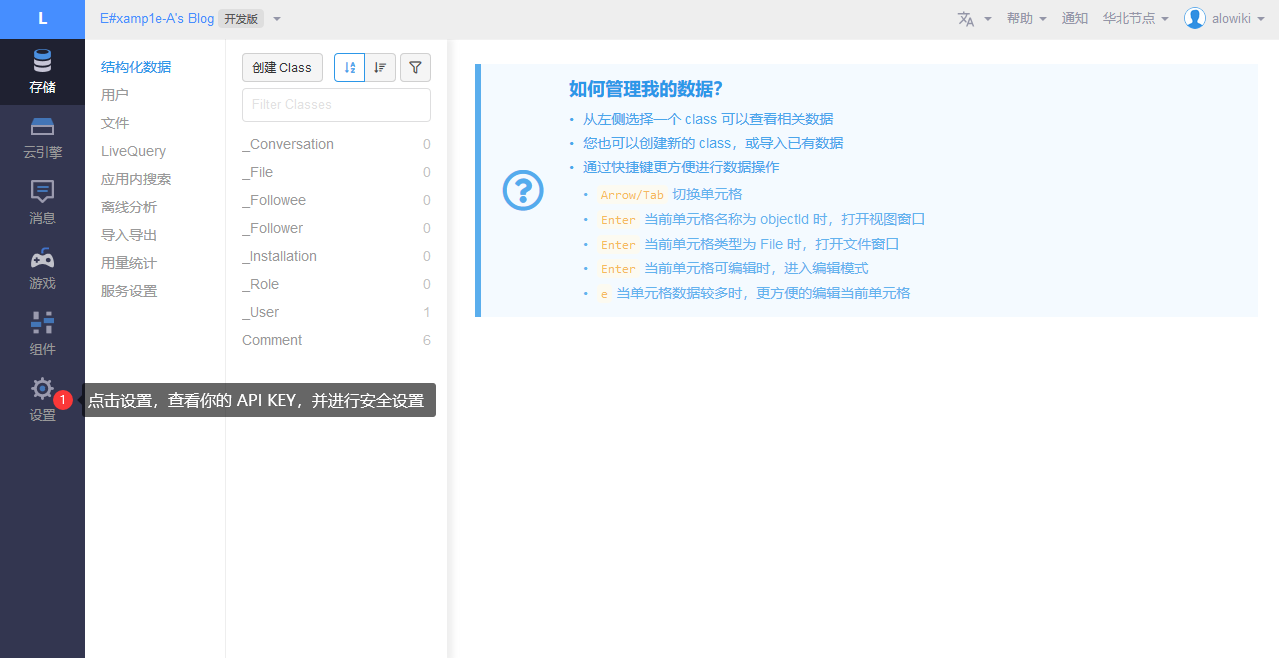 L
E#xamp1e-A's Blog 开发版
帮助
通知
华北节点
alowiki
存储
云引擎
消息
游戏
组件
设置
1
点击设置，查看你的 API KEY，并进行安全设置
结构化数据
用户
文件
LiveQuery
应用内搜索
离线分析
导入导出
用量统计
服务设置
创建 Class
Filter Classes
_Conversation 0
_File 0
_Followee 0
_Follower 0
_Installation 0
_Role 0
_User 1
Comment 6
如何管理我的数据?
• 从左侧选择一个 class 可以查看相关数据
• 您也可以创建新的 class，或导入已有数据
• 通过快捷键更方便进行数据操作
• Arrow/Tab 切换单元格
• Enter 当前单元格名称为 objectId 时，打开视图窗口
• Enter 当前单元格类型为 File 时，打开文件窗口
• Enter 当前单元格可编辑时，进入编辑模式
• e 当单元格数据较多时，更方便的编辑当前单元格